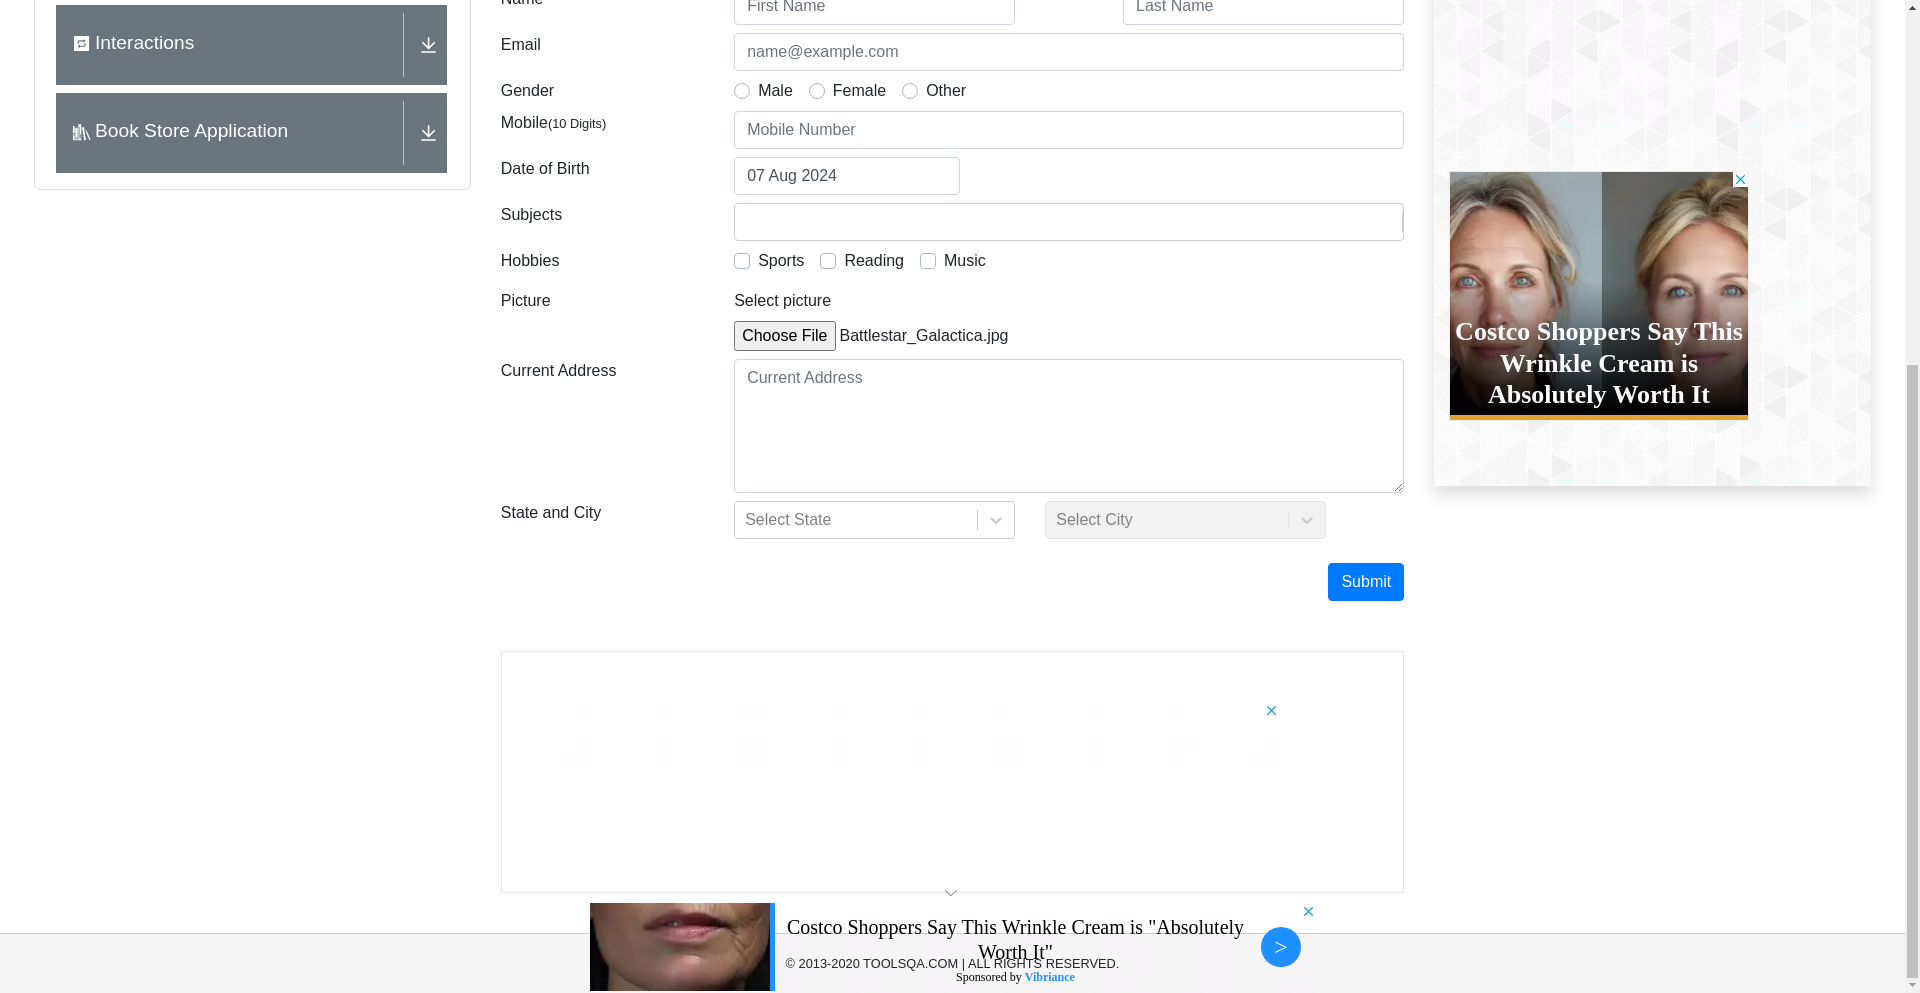 Interactions
Book Store Application
Name
First Name
Last Name
Email
name@example.com
Gender
Male
Female
Other
Mobile(10 Digits)
Mobile Number
Date of Birth
07 Aug 2024
Subjects
Hobbies
Sports
Reading
Music
Picture
Select picture
Choose File
Battlestar_Galactica.jpg
Current Address
Current Address
State and City
Select State
Select City
Submit
Costco Shoppers Say This
Wrinkle Cream is
Absolutely Worth It
Costco Shoppers Say This Wrinkle Cream is "Absolutely
Worth It"
© 2013-2020 TOOLSQA.COM | ALL RIGHTS RESERVED.
Sponsored by Vibriance